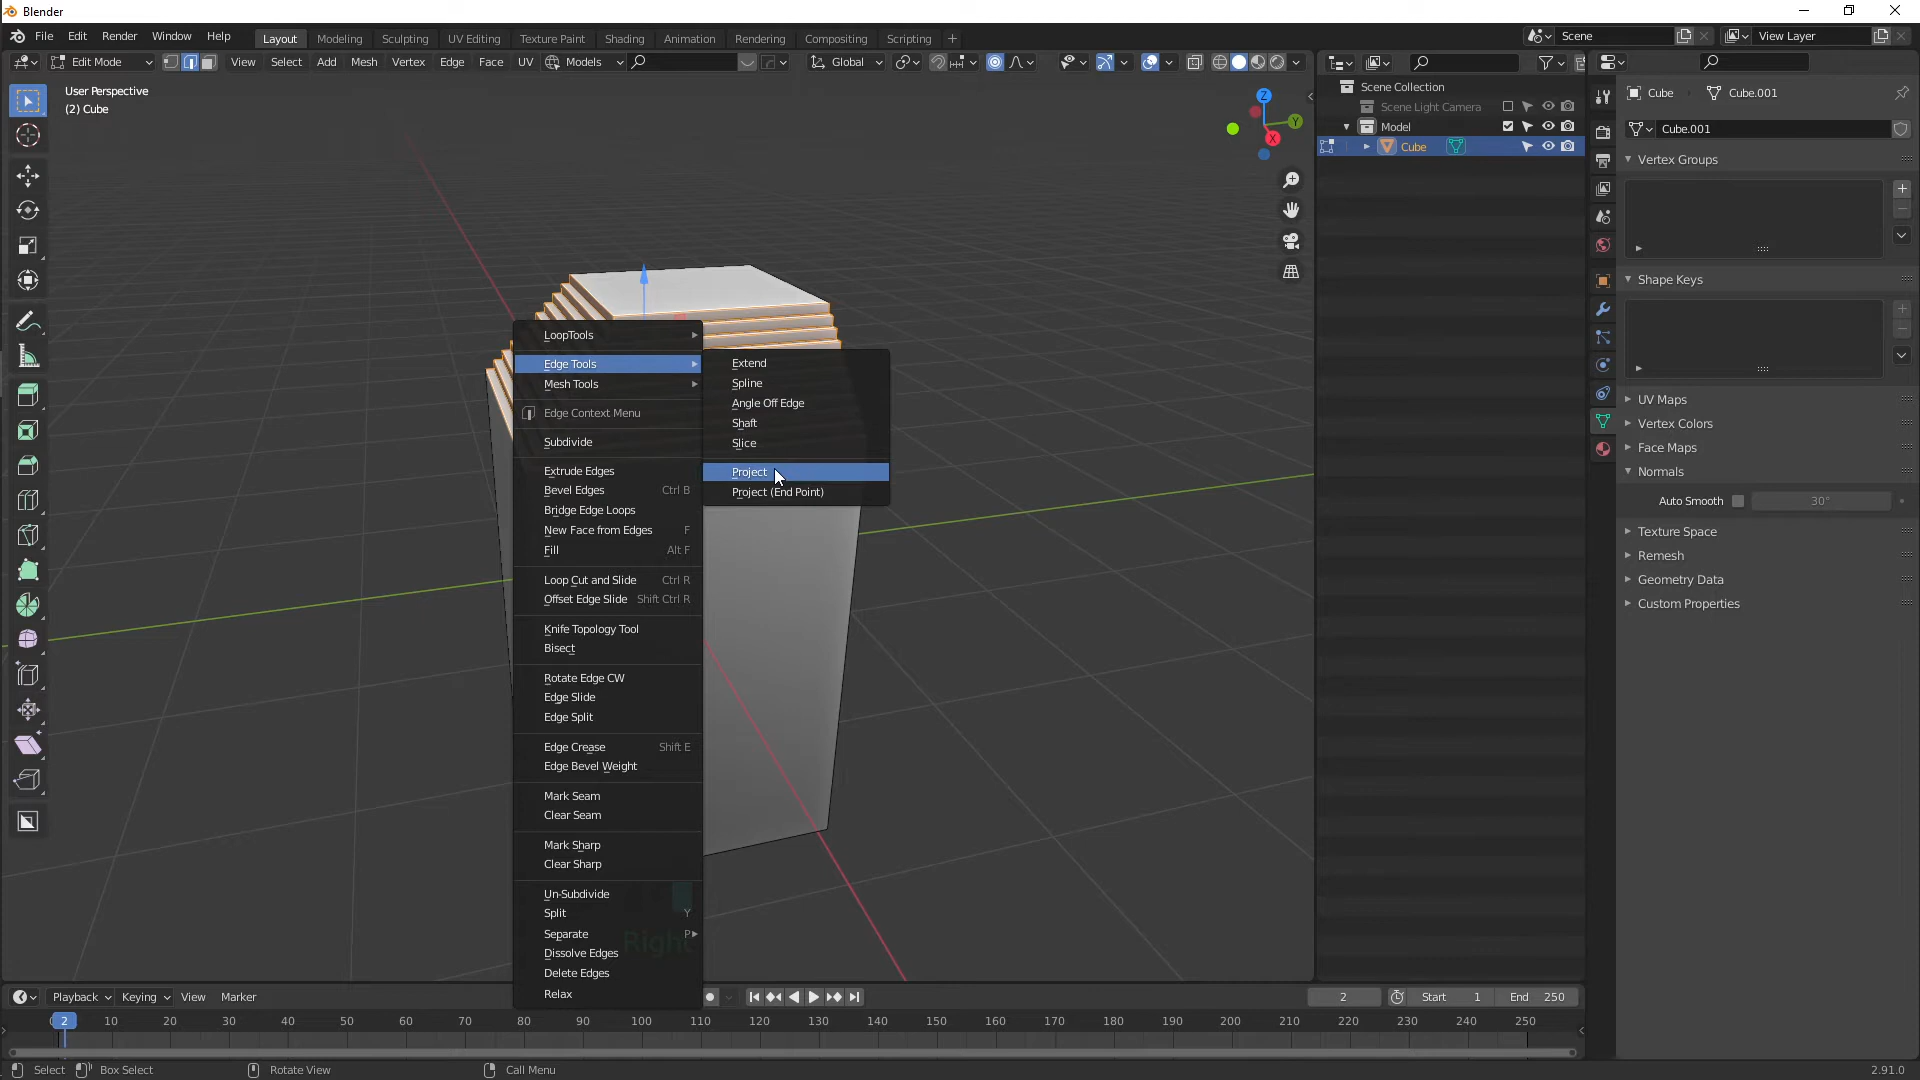 Blender
File Edit Render Window Help
Layout Modeling Sculpting UV Editing Texture Paint Shading Animation Rendering Compositing Scripting +
Scene
View Layer
Edit Mode
View Select Add Mesh Vertex Edge Face UV
Models
Global
User Perspective
(2) Cube
Z
Y
X
LoopTools
Edge Tools
Mesh Tools
Edge Context Menu
Subdivide
Extrude Edges
Bevel Edges Ctrl B
Bridge Edge Loops
New Face from Edges F
Fill Alt F
Loop Cut and Slide Ctrl R
Offset Edge Slide Shift Ctrl R
Knife Topology Tool
Bisect
Rotate Edge CW
Edge Slide
Edge Split
Edge Crease Shift E
Edge Bevel Weight
Mark Seam
Clear Seam
Mark Sharp
Clear Sharp
Un-Subdivide
Split Y
Separate P
Right
Dissolve Edges
Delete Edges
Relax
Extend
Spline
Angle Off Edge
Shaft
Slice
Project
Project (End Point)
Scene Collection
Scene Light Camera
Model
Cube
Cube Cube.001
Cube.001
Vertex Groups
Shape Keys
UV Maps
Vertex Colors
Face Maps
Normals
Auto Smooth 30°
Texture Space
Remesh
Geometry Data
Custom Properties
Playback Keying View Marker
2 Start 1 End 250
2 10 20 30 40 50 60 70 80 90 100 110 120 130 140 150 160 170 180 190 200 210 220 230 240 250
Select Box Select Rotate View Call Menu 2.91.0